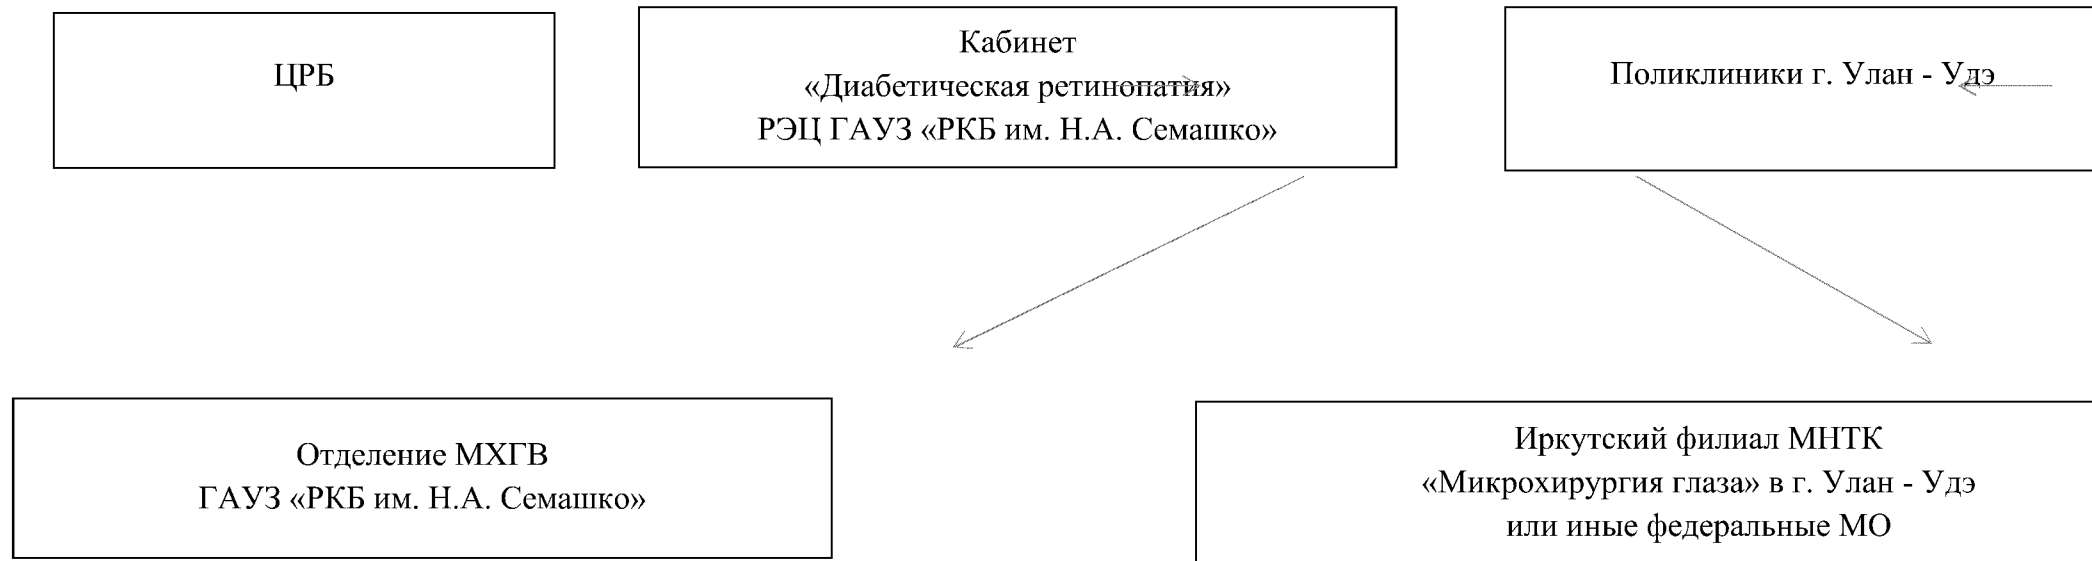 ЦРБ
Кабинет
«Диабетическая ретинопатия»
РЭЦ ГАУЗ «РКБ им. Н.А. Семашко»
Поликлиники г. Улан - Удэ
Отделение МХГВ
ГАУЗ «РКБ им. Н.А. Семашко»
Иркутский филиал МНТК
«Микрохирургия глаза» в г. Улан - Удэ
или иные федеральные МО